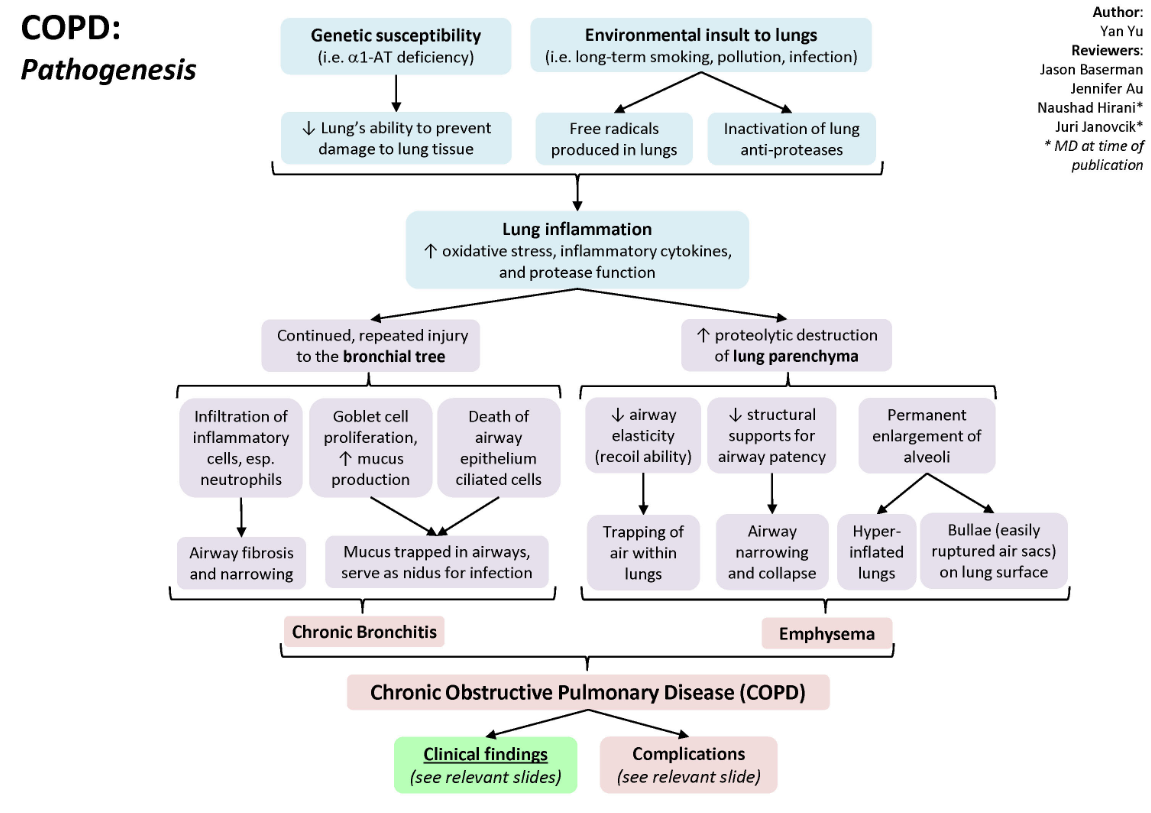 COPD:
Pathogenesis
Author:
Yan Yu
Reviewers:
Jason Baserman
Jennifer Au
Naushad Hirani*
Juri Janovcik*
* MD at time of
publication
Genetic susceptibility
(i.e. α1-AT deficiency)
Environmental insult to lungs
(i.e. long-term smoking, pollution, infection)
↓ Lung's ability to prevent
damage to lung tissue
Free radicals
produced in lungs
Inactivation of lung
anti-proteases
Lung inflammation
↑ oxidative stress, inflammatory cytokines,
and protease function
Continued, repeated injury
to the bronchial tree
↑ proteolytic destruction
of lung parenchyma
Infiltration of
inflammatory
cells, esp.
neutrophils
Goblet cell
proliferation,
↑ mucus
production
Death of
airway
epithelium
ciliated cells
↓ airway
elasticity
(recoil ability)
↓ structural
supports for
airway patency
Permanent
enlargement of
alveoli
Airway fibrosis
and narrowing
Mucus trapped in airways,
serve as nidus for infection
Trapping of
air within
lungs
Airway
narrowing
and collapse
Hyper-
inflated
lungs
Bullae (easily
ruptured air sacs)
on lung surface
Chronic Bronchitis
Emphysema
Chronic Obstructive Pulmonary Disease (COPD)
Clinical findings
(see relevant slides)
Complications
(see relevant slide)